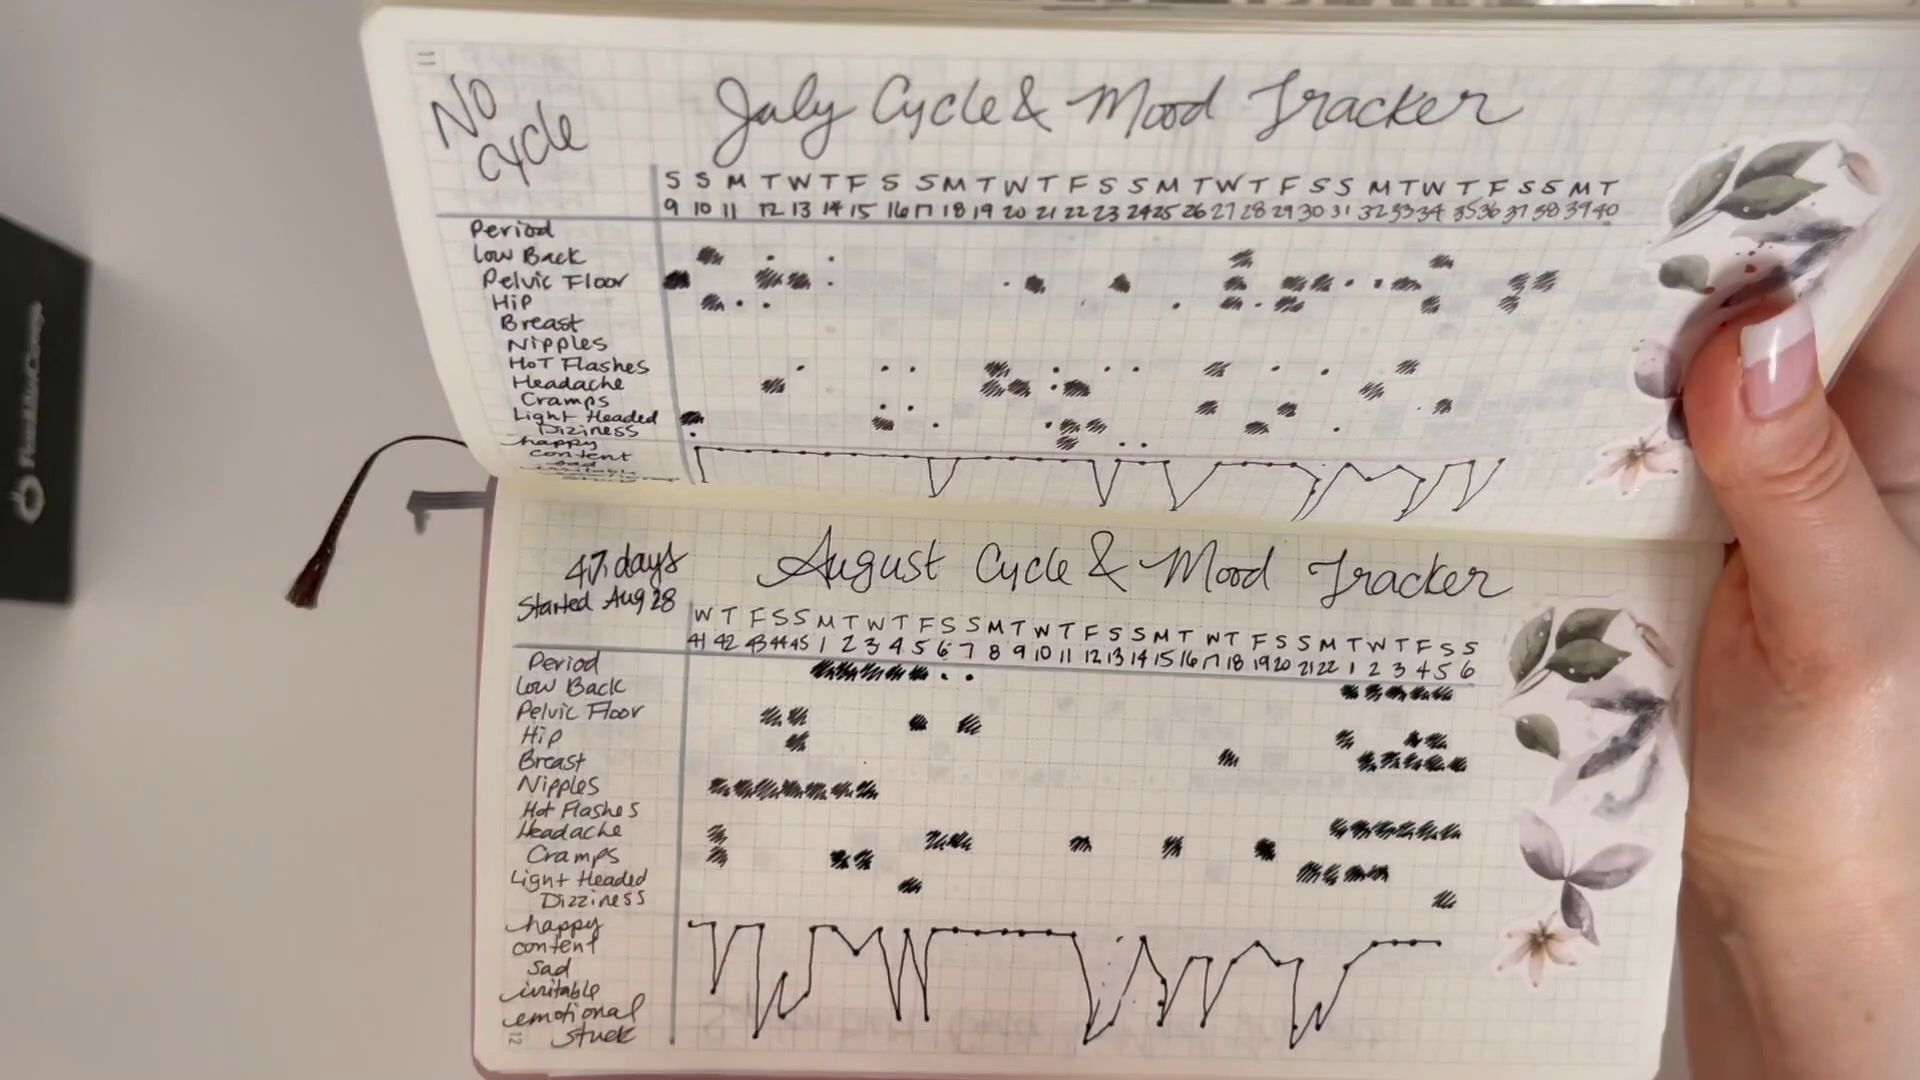 11
No
cycle
July Cycle & Mood Tracker
S S M T W T F S S M T W T F S S M T W T F S S M T W T F S S M T
9 10 11 12 13 14 15 16 17 18 19 20 21 22 23 24 25 26 27 28 29 30 31 32 33 34 35 36 37 38 39 40
Period
Low Back
Pelvic Floor
Hip
Breast
Nipples
Hot Flashes
Headache
Cramps
Light Headed
Diziness
happy
content
sad
47 days
Started Aug 28
August Cycle & Mood Tracker
W T F S S M T W T F S S M T W T F S S M T W T F S S M T W T F S S
41 42 43 44 45 1 2 3 4 5 6 7 8 9 10 11 12 13 14 15 16 17 18 19 20 21 22 1 2 3 4 5 6
Period
Low Back
Pelvic Floor
Hip
Breast
Nipples
Hot Flashes
Headache
Cramps
Light Headed
Dizziness
happy
content
sad
irritable
emotional
stuck
12